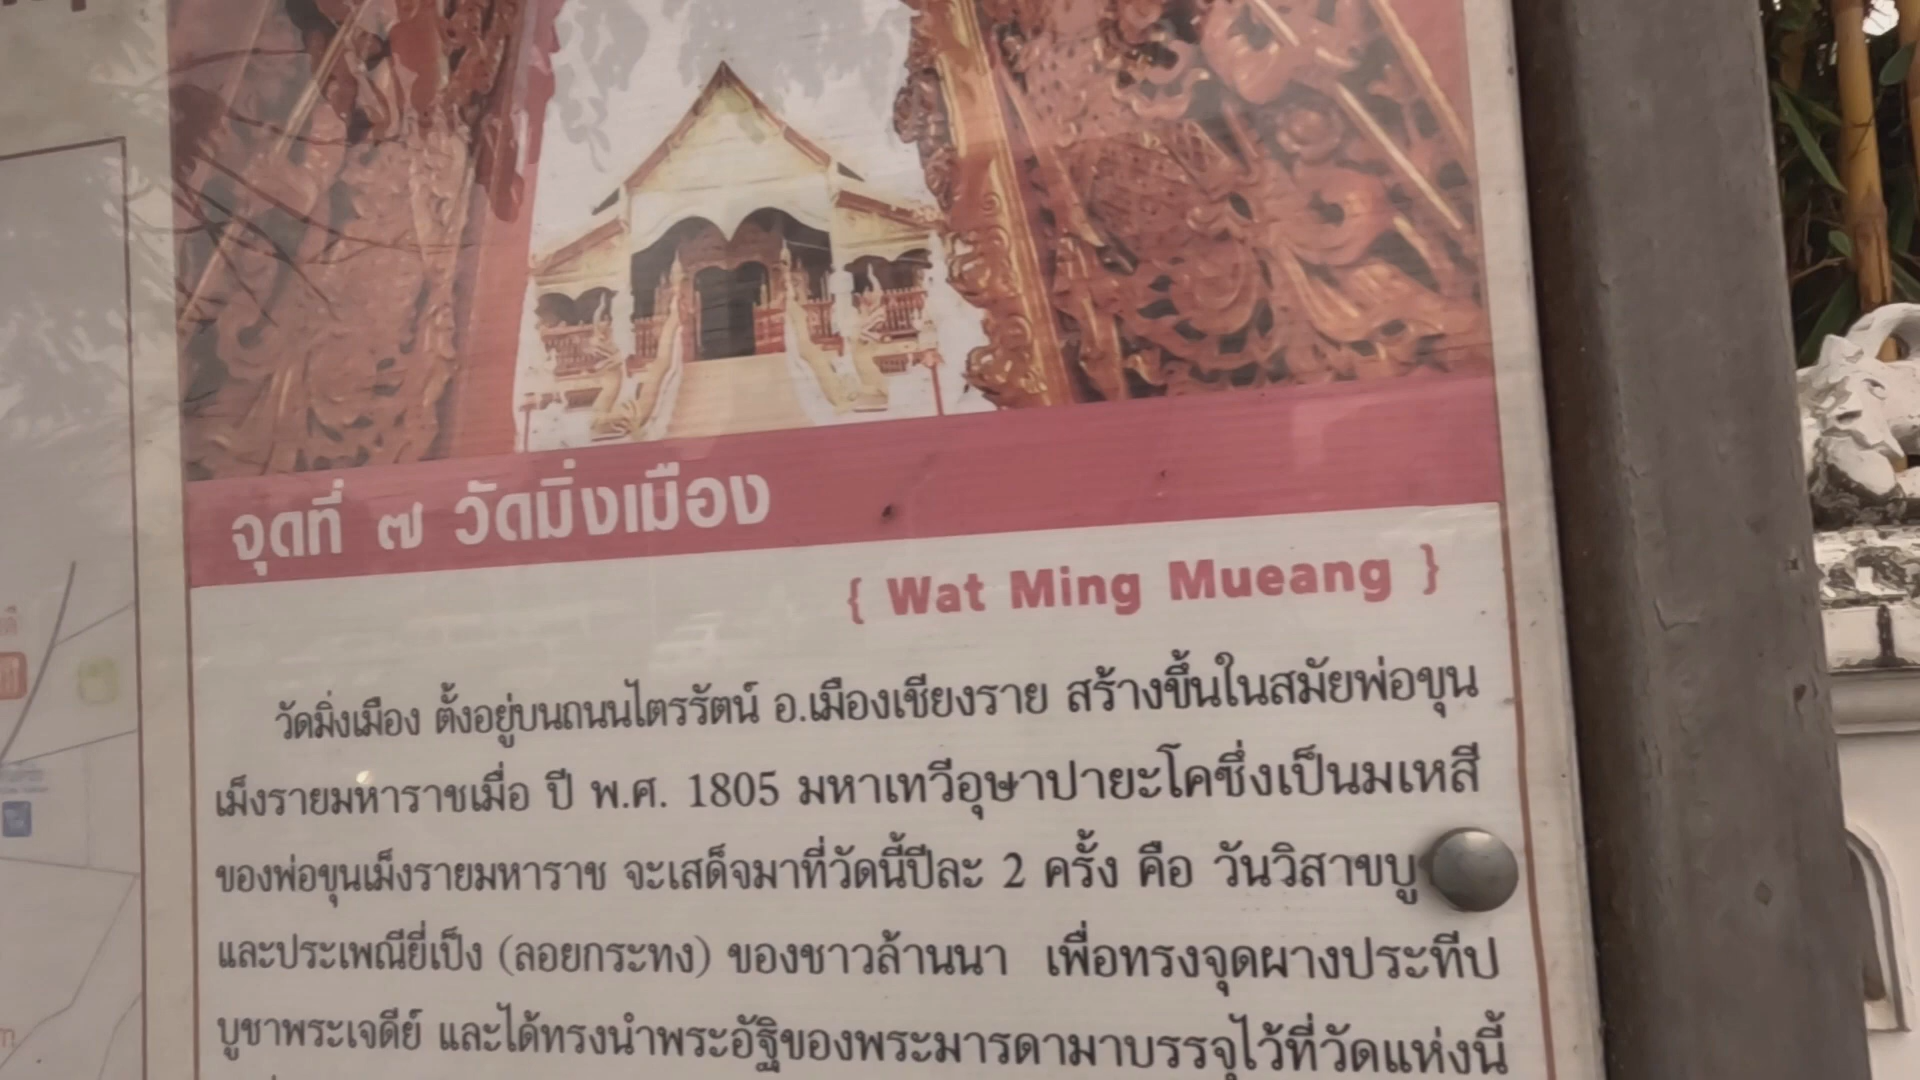 จุดที่ ๗ วัดมิ่งเมือง
{ Wat Ming Mueang }
วัดมิ่งเมือง ตั้งอยู่บนถนนไตรรัตน์ อ.เมืองเชียงราย สร้างขึ้นในสมัยพ่อขุน
เม็งรายมหาราชเมื่อ ปี พ.ศ. 1805 มหาเทวีอุษาปายะโคซึ่งเป็นมเหสี
ของพ่อขุนเม็งรายมหาราช จะเสด็จมาที่วัดนี้ปีละ 2 ครั้ง คือ วันวิสาขบู
และประเพณียี่เป็ง (ลอยกระทง) ของชาวล้านนา เพื่อทรงจุดผางประทีป
บูชาพระเจดีย์ และได้ทรงนำพระอัฐิของพระมารดามาบรรจุไว้ที่วัดแห่งนี้